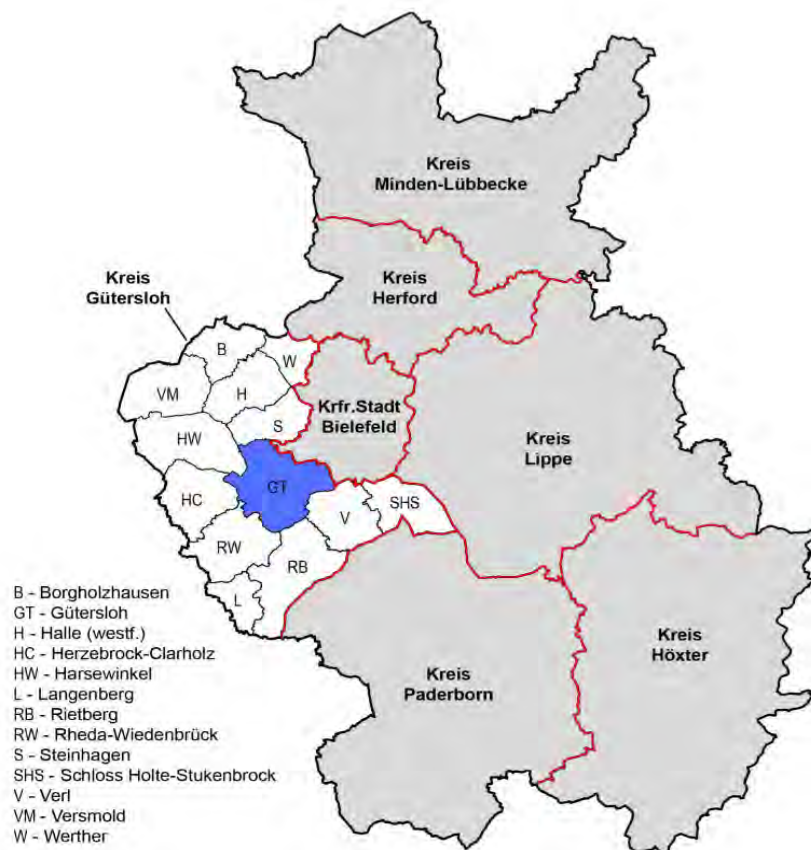 Kreis
Minden-Lübbecke
Kreis
Gütersloh
Kreis
Herford
B
W
VM
H
S
Krfr.Stadt
Bielefeld
HW
Kreis
Lippe
GT
HC
SHS
V
RW
RB
L
Kreis
Höxter
Kreis
Paderborn
B - Borgholzhausen
GT - Gütersloh
H - Halle (westf.)
HC - Herzebrock-Clarholz
HW - Harsewinkel
L - Langenberg
RB - Rietberg
RW - Rheda-Wiedenbrück
S - Steinhagen
SHS - Schloss Holte-Stukenbrock
V - Verl
VM - Versmold
W - Werther